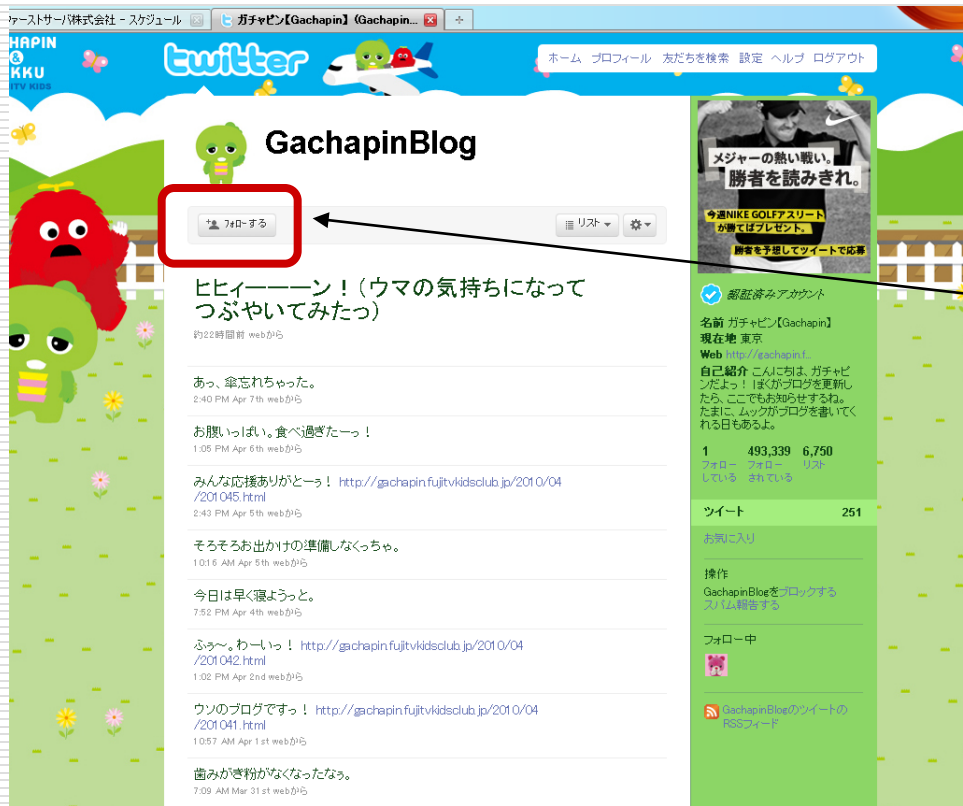 ァーストサーバ株式会社 - スケジュール
ガチャピン【Gachapin】 (Gachapin...
HAPIN
&
KKU
ITV KIDS
twitter
ホーム プロフィール 友だちを検索 設定 ヘルプ ログアウト
GachapinBlog
フォローする
リスト
ヒヒィーーーン！（ウマの気持ちになって
つぶやいてみたっ）
約22時間前 webから
あっ、傘忘れちゃった。
2:40 PM Apr 7th webから
お腹いっぱい。食べ過ぎたーっ！
1:05 PM Apr 6th webから
みんな応援ありがとーぅ！ http://gachapin.fujitvkidsclub.jp/2010/04
/201045.html
2:43 PM Apr 5th webから
そろそろお出かけの準備しなくっちゃ。
10:16 AM Apr 5th webから
今日は早く寝ようっと。
7:52 PM Apr 4th webから
ふぅ～。わーいっ！ http://gachapin.fujitvkidsclub.jp/2010/04
/201042.html
1:02 PM Apr 2nd webから
ウソのブログですっ！ http://gachapin.fujitvkidsclub.jp/2010/04
/201041.html
10:57 AM Apr 1st webから
歯みがき粉がなくなったなぅ。
7:09 AM Mar 31st webから
メジャーの熱い戦い。
勝者を読みきれ。
今週NIKE GOLFアスリート
が勝てばプレゼント。
勝者を予想してツイートで応募
認証済みアカウント
名前 ガチャピン【Gachapin】
現在地 東京
Web http://gachapin.f...
自己紹介 こんにちは、ガチャピ
ンだよっ！ ぼくがブログを更新し
たら、ここでもお知らせするね。
たまに、ムックがブログを書いてく
れる日もあるよ。
1 493,339 6,750
フォロー フォロー リスト
している されている
ツイート 251
お気に入り
操作
GachapinBlogをブロックする
スパム報告する
フォロー中
GachapinBlogのツイートの
RSSフィード